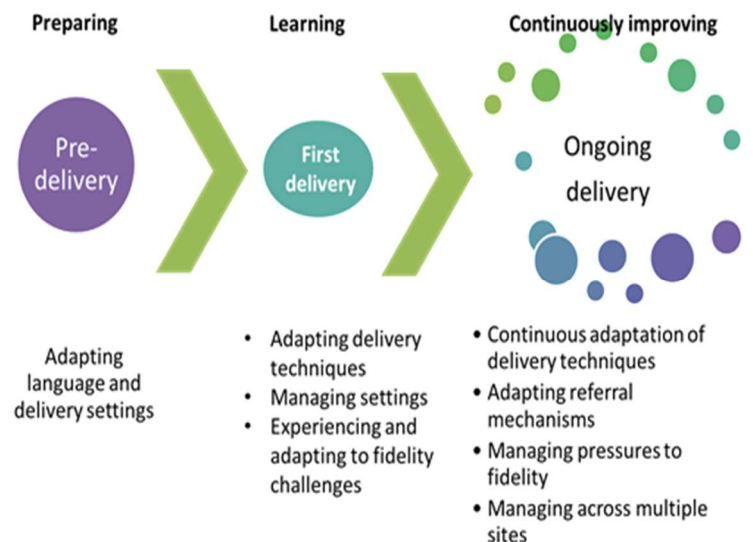 Preparing
Learning
Continuously improving
Pre-
delivery
First
delivery
Ongoing
delivery
Adapting
language and
delivery settings
• Adapting delivery
techniques
• Managing settings
• Experiencing and
adapting to fidelity
challenges
• Continuous adaptation of
delivery techniques
• Adapting referral
mechanisms
• Managing pressures to
fidelity
• Managing across multiple
sites